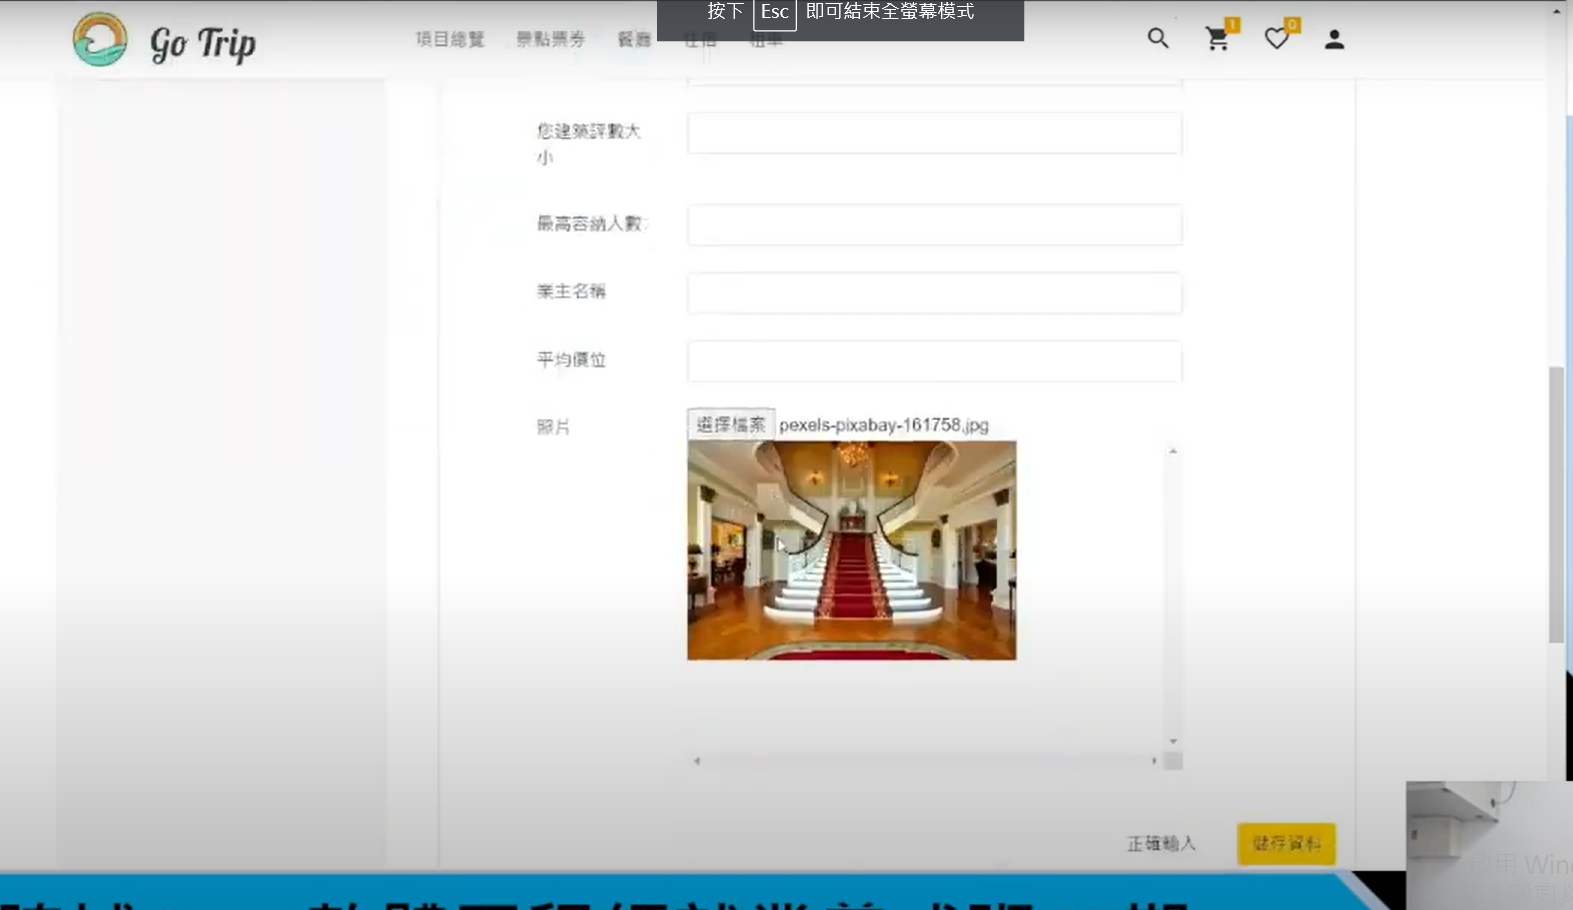 按下 Esc 即可結束全螢幕模式
Go Trip
項目總覽 景點票券 餐廳 住宿 租車
1
0
您建築評數大
小
最高容納人數
業主名稱
平均價位
照片
選擇檔案 pexels-pixabay-161758.jpg
正確輸入
儲存資料
啟用 Win